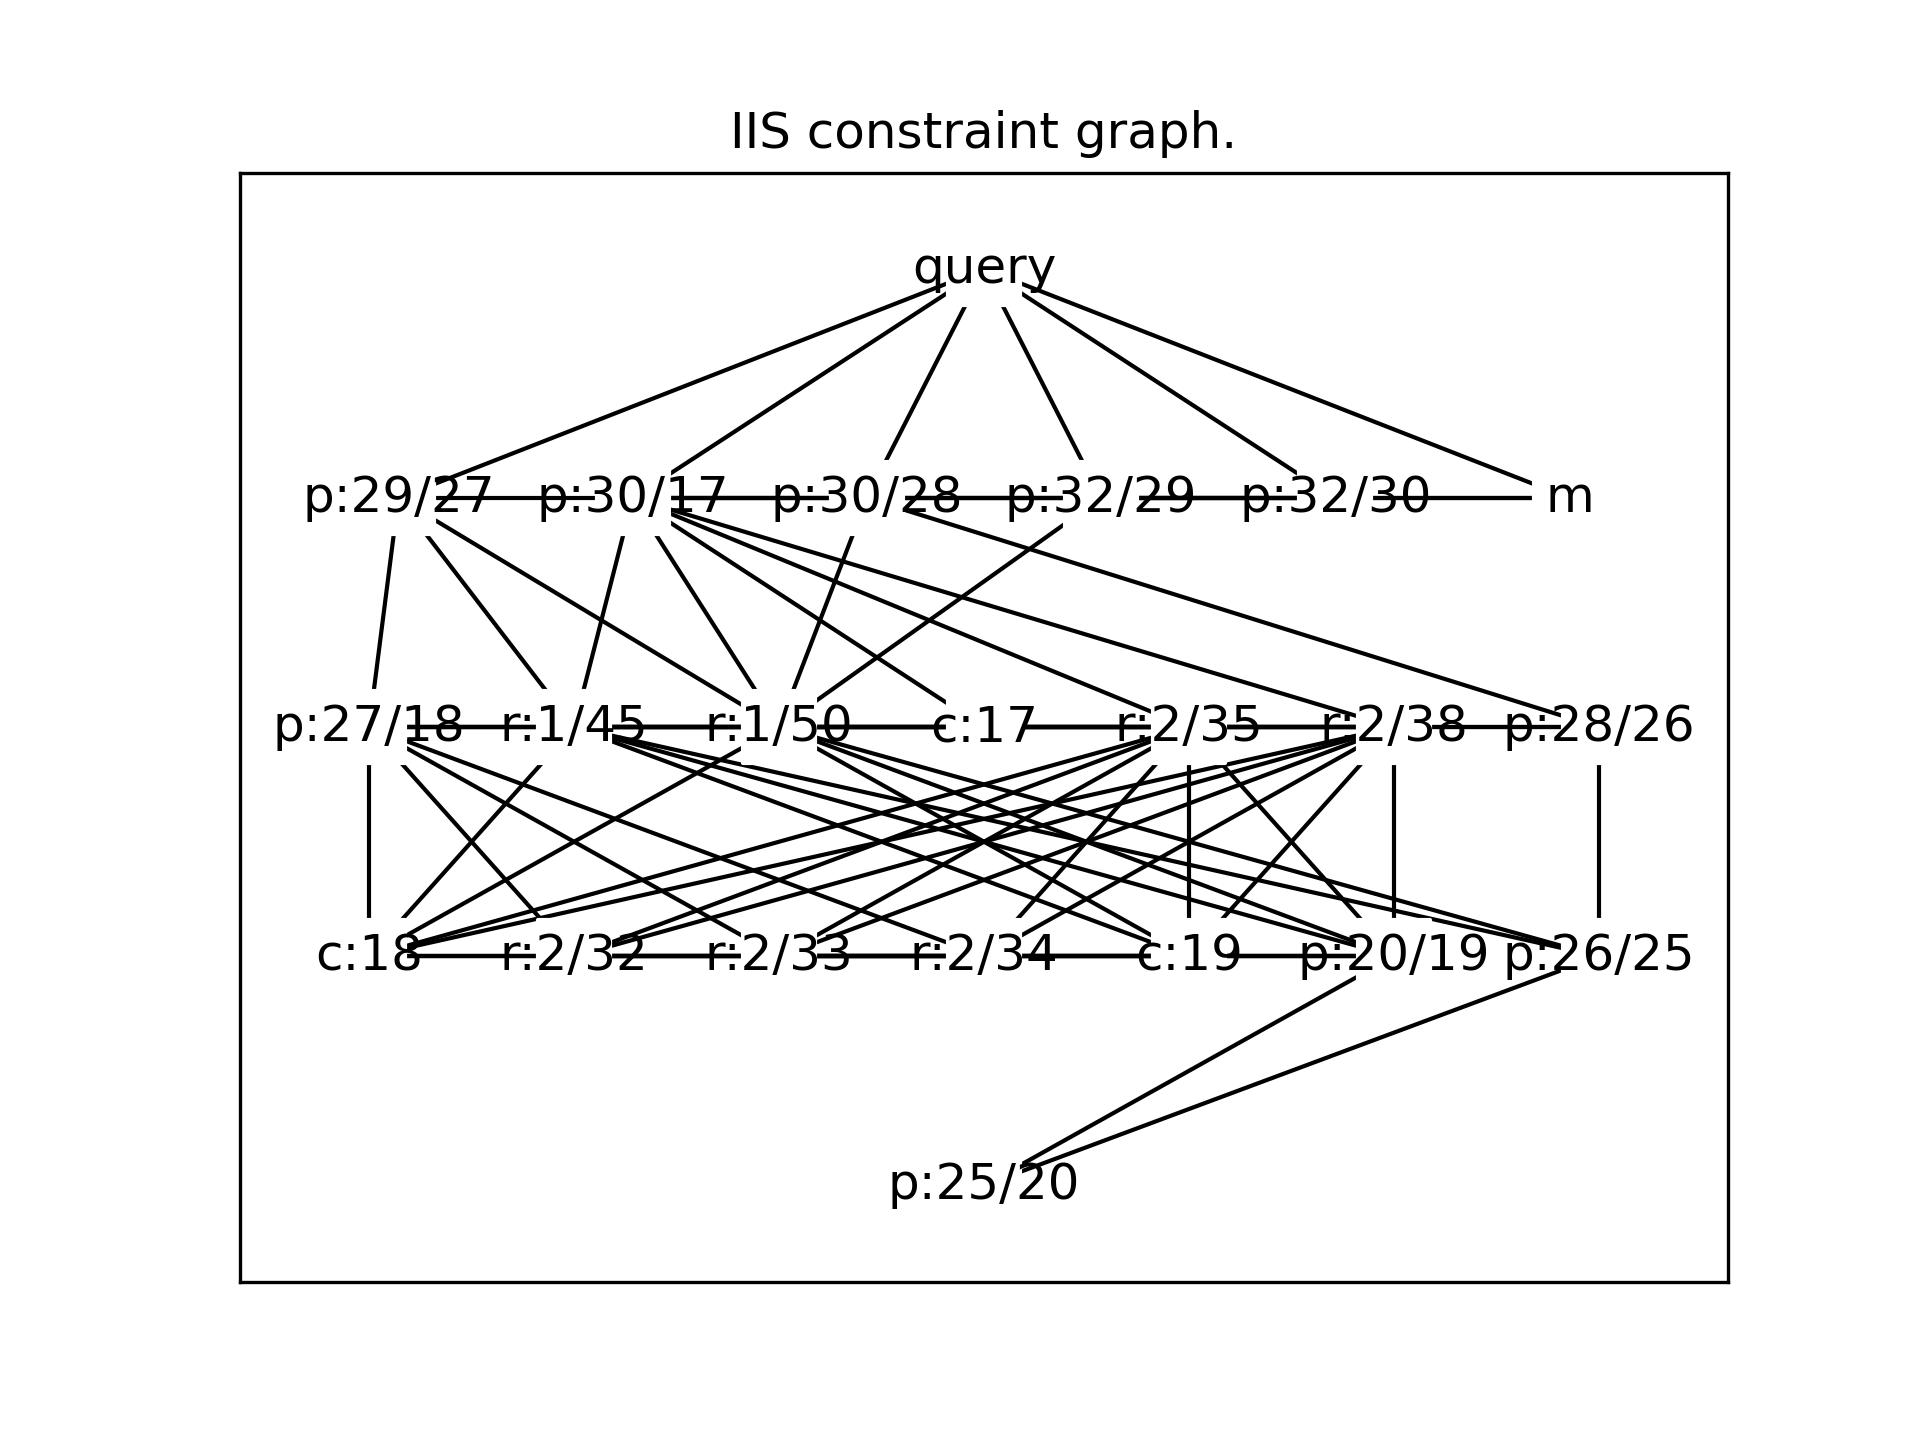 IIS constraint graph.
query
p:29/27 p:30/17 p:30/28 p:32/29 p:32/30 m
p:27/18 r:1/45 r:1/50 c:17 r:2/35 r:2/38 p:28/26
c:18 r:2/32 r:2/33 r:2/34 c:19 p:20/19 p:26/25
p:25/20